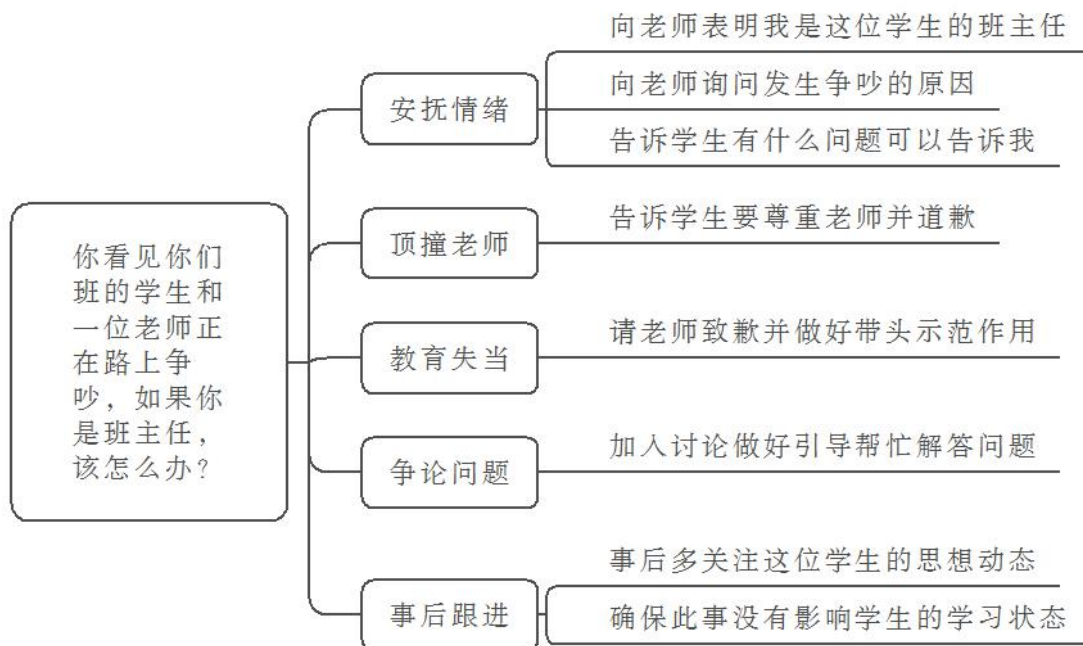 你看见你们
班的学生和
一位老师正
在路上争
吵，如果你
是班主任，
该怎么办？
安抚情绪
向老师表明我是这位学生的班主任
向老师询问发生争吵的原因
告诉学生有什么问题可以告诉我
顶撞老师
告诉学生要尊重老师并道歉
教育失当
请老师致歉并做好带头示范作用
争论问题
加入讨论做好引导帮忙解答问题
事后跟进
事后多关注这位学生的思想动态
确保此事没有影响学生的学习状态